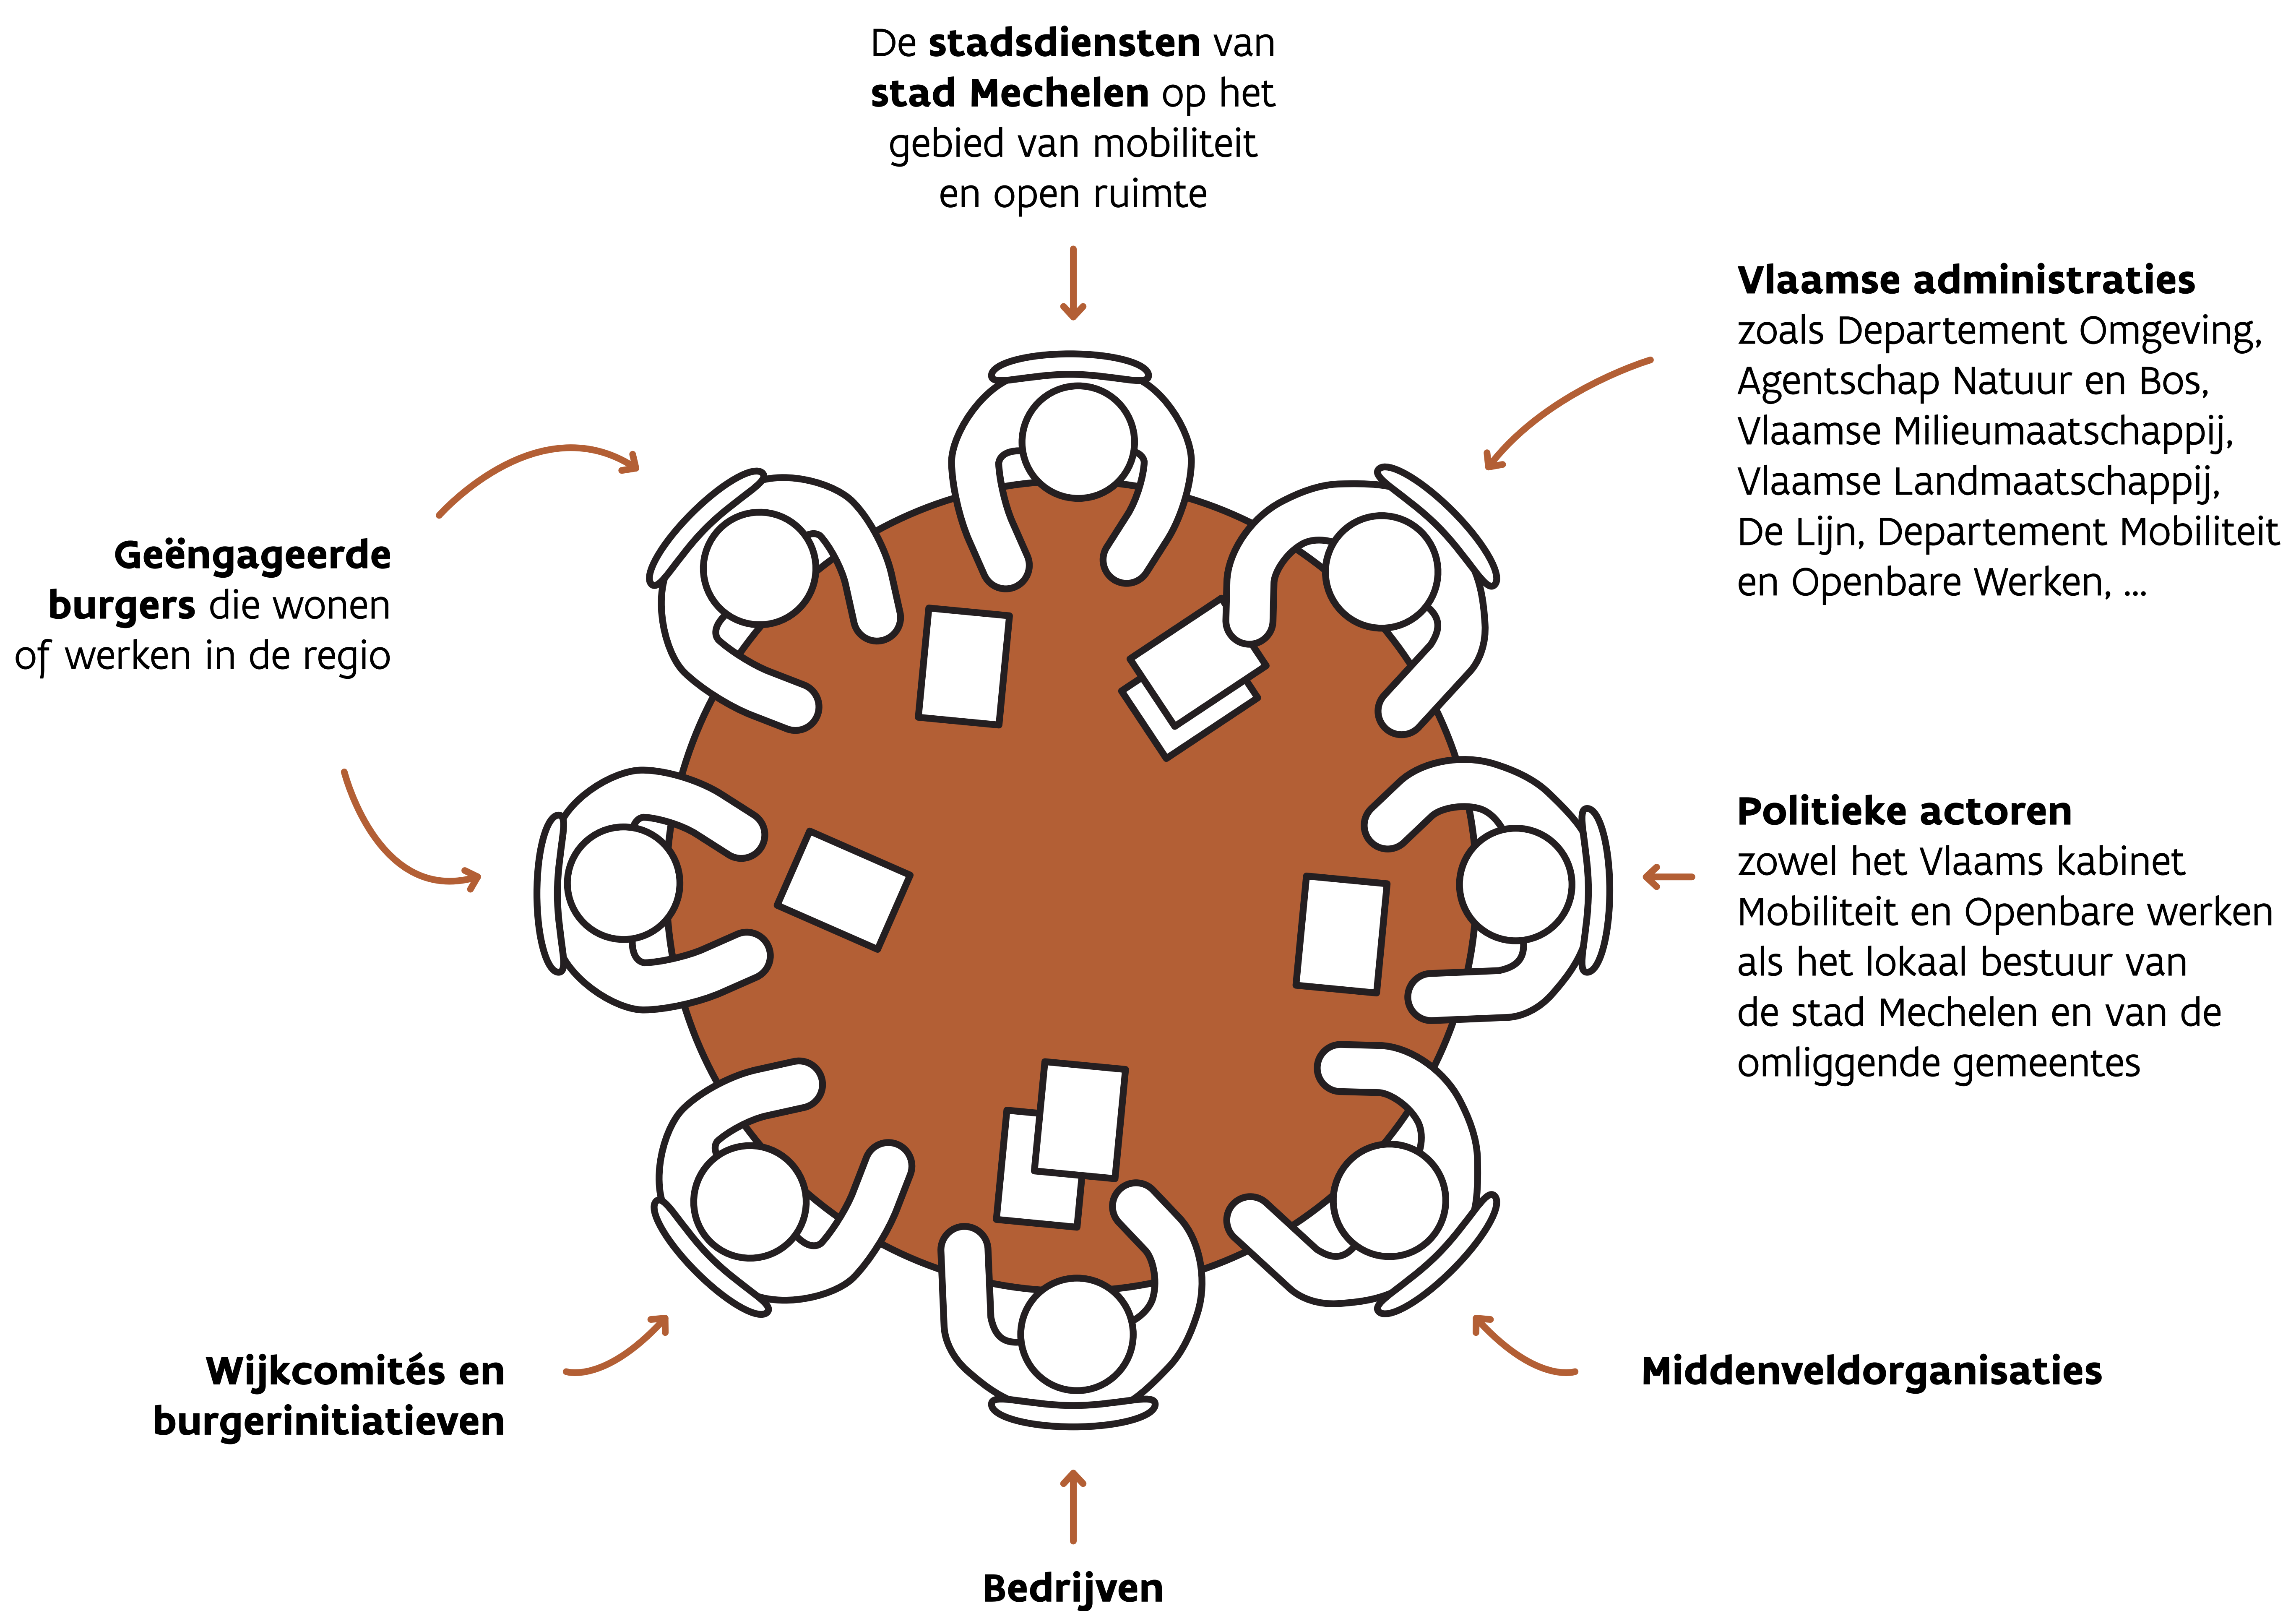 De stadsdiensten van
stad Mechelen op het
gebied van mobiliteit
en open ruimte
Vlaamse administraties
zoals Departement Omgeving,
Agentschap Natuur en Bos,
Vlaamse Milieumaatschappij,
Vlaamse Landmaatschappij,
De Lijn, Departement Mobiliteit
en Openbare Werken, ...
Geëngageerde
burgers die wonen
of werken in de regio
Politieke actoren
zowel het Vlaams kabinet
Mobiliteit en Openbare werken
als het lokaal bestuur van
de stad Mechelen en van de
omliggende gemeentes
Wijkcomités en
burgerinitiatieven
Middenveldorganisaties
Bedrijven